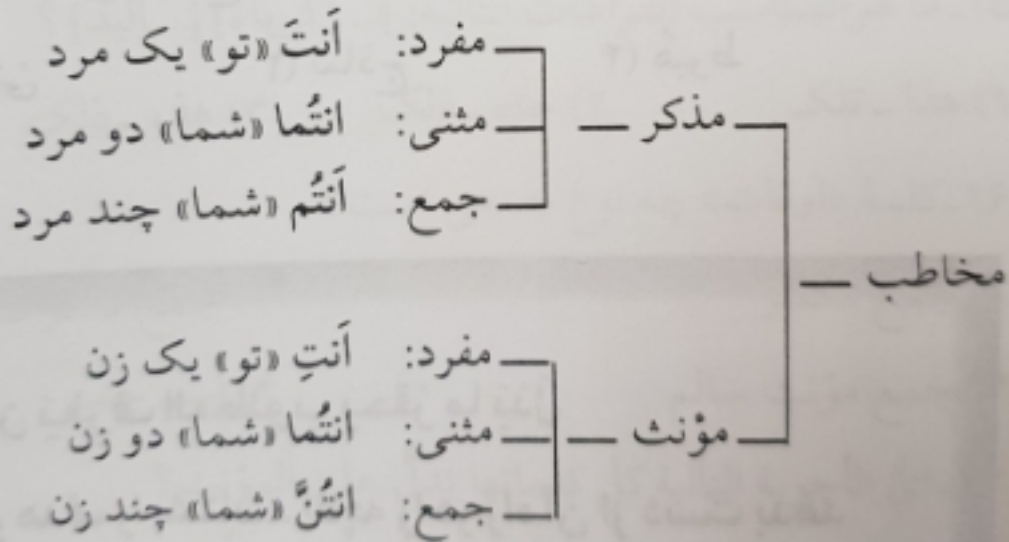 مخاطب
مذکر
مفرد: اَنتَ «تو» یک مرد
مثنی: انتُما «شما» دو مرد
جمع: اَنتُم «شما» چند مرد
مؤنث
مفرد: اَنتِ «تو» یک زن
مثنی: انتُما «شما» دو زن
جمع: انتُنَّ «شما» چند زن